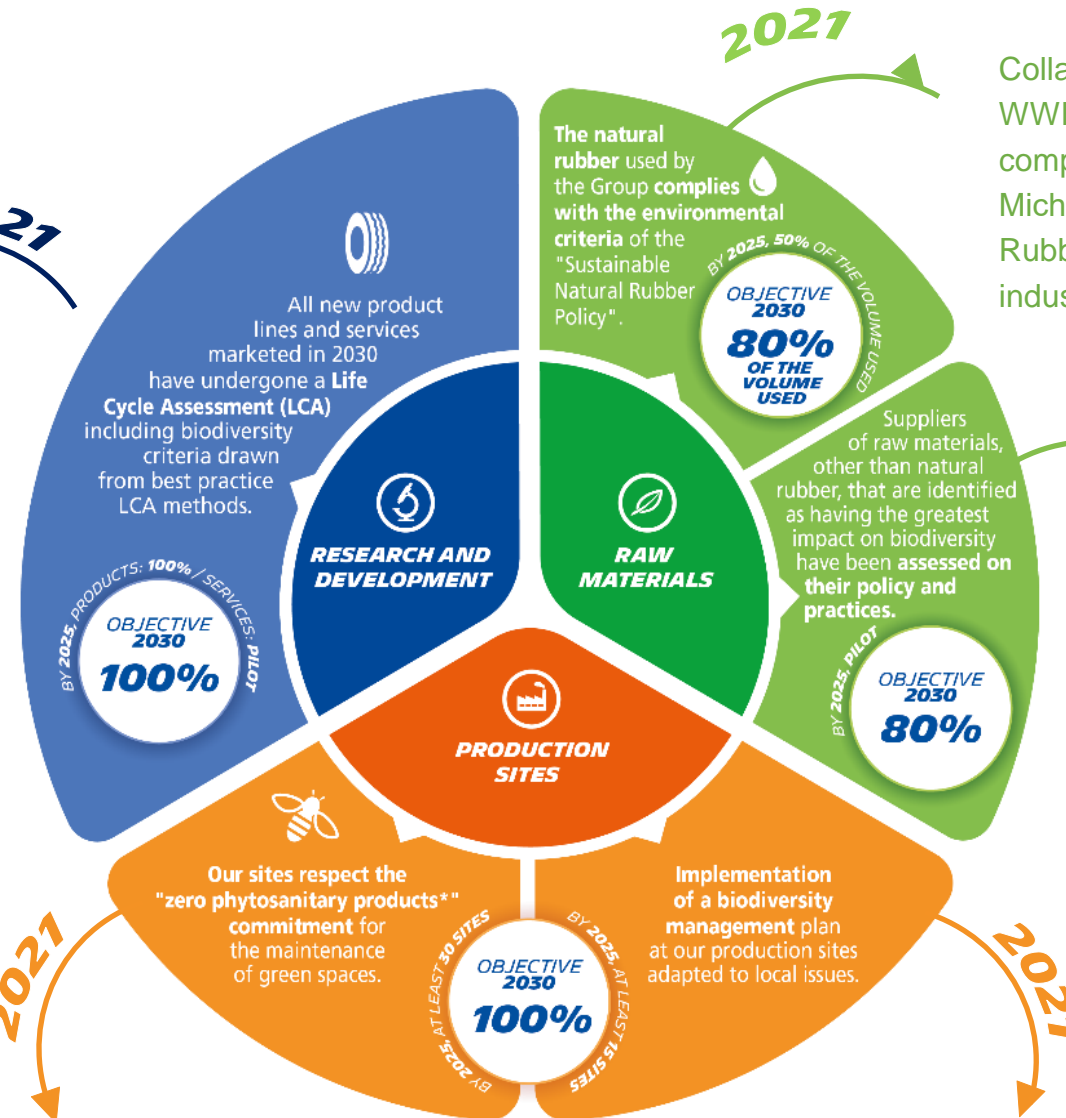 2021
All new product
lines and services
marketed in 2030
have undergone a Life
Cycle Assessment (LCA)
including biodiversity
criteria drawn
from best practice
LCA methods.
BY 2025, PRODUCTS: 100% / SERVICES: PILOT
OBJECTIVE
2030
100%
RESEARCH AND
DEVELOPMENT
The natural
rubber used by
the Group complies
with the environmental
criteria of the
"Sustainable
Natural Rubber
Policy".
BY 2025, 50% OF THE VOLUME USED
OBJECTIVE
2030
80%
OF THE
VOLUME
USED
RAW
MATERIALS
Suppliers
of raw materials,
other than natural
rubber, that are identified
as having the greatest
impact on biodiversity
have been assessed on
their policy and
practices.
BY 2025, PILOT
OBJECTIVE
2030
80%
PRODUCTION
SITES
Our sites respect the
"zero phytosanitary products*"
commitment for
the maintenance
of green spaces.
BY 2025, AT LEAST 30 SITES
OBJECTIVE
2030
100%
BY 2025, AT LEAST 15 SITES
Implementation
of a biodiversity
management plan
at our production sites
adapted to local issues.
2021
2021
21